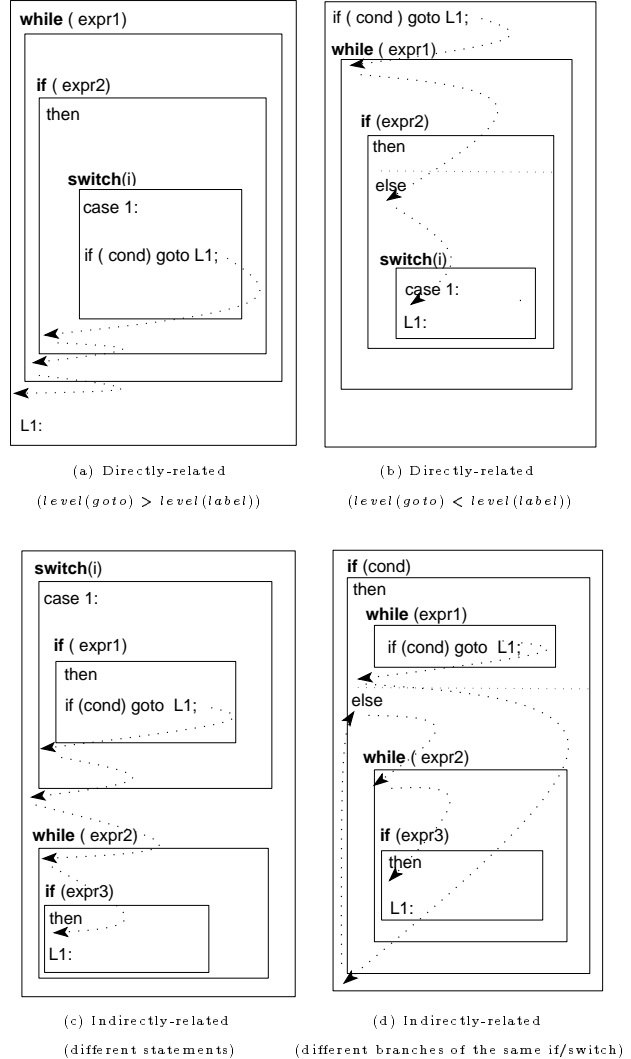 while ( expr1)
if ( expr2)
then
switch(i)
case 1:
if ( cond) goto L1;
L1:
(a) Directly-related
(level(goto) > level(label))
if ( cond ) goto L1;
while ( expr1)
if (expr2)
then
else
switch(i)
case 1:
L1:
(b) Directly-related
(level(goto) < level(label))
switch(i)
case 1:
if ( expr1)
then
if (cond) goto L1;
while ( expr2)
if (expr3)
then
L1:
(c) Indirectly-related
(different statements)
if (cond)
then
while (expr1)
if (cond) goto L1;
else
while ( expr2)
if (expr3)
then
L1:
(d) Indirectly-related
(different branches of the same if/switch)